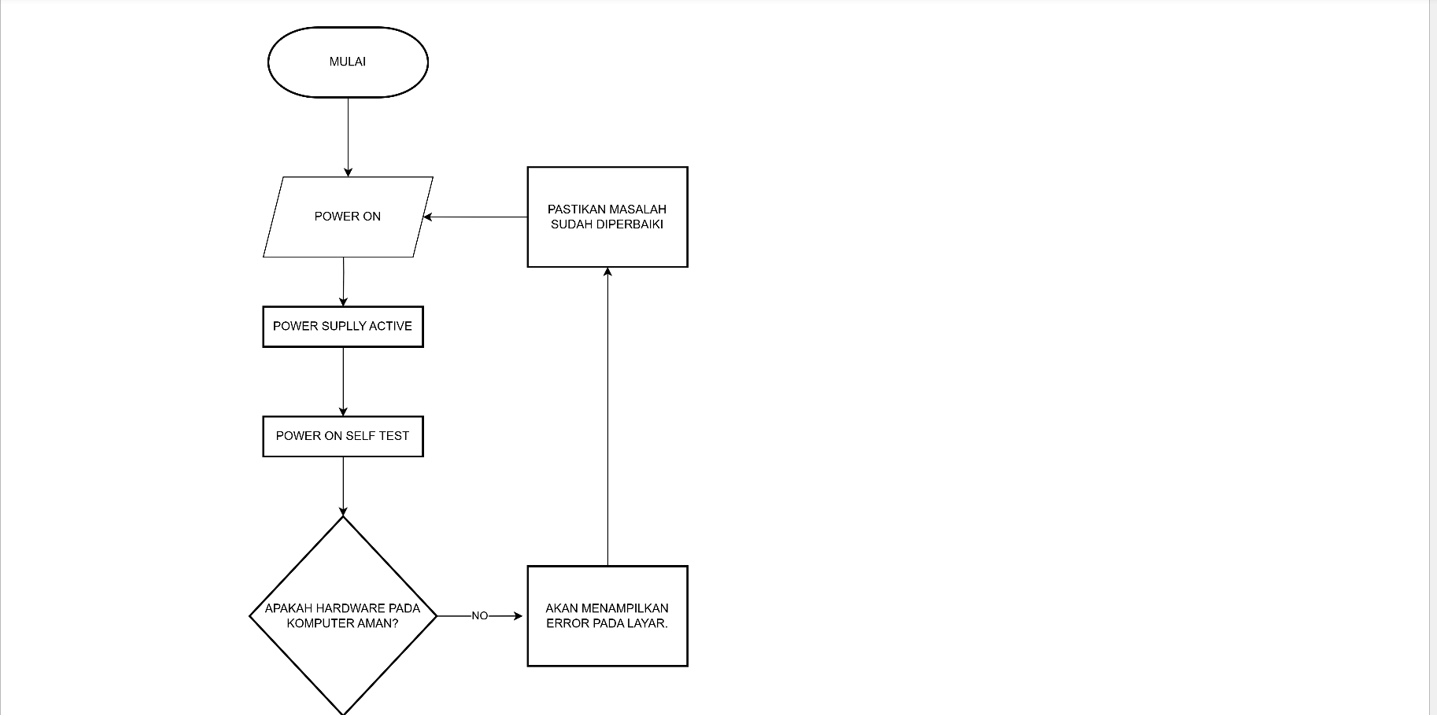 MULAI
POWER ON
PASTIKAN MASALAH
SUDAH DIPERBAIKI
POWER SUPLLY ACTIVE
POWER ON SELF TEST
APAKAH HARDWARE PADA
KOMPUTER AMAN?
NO
AKAN MENAMPILKAN
ERROR PADA LAYAR.